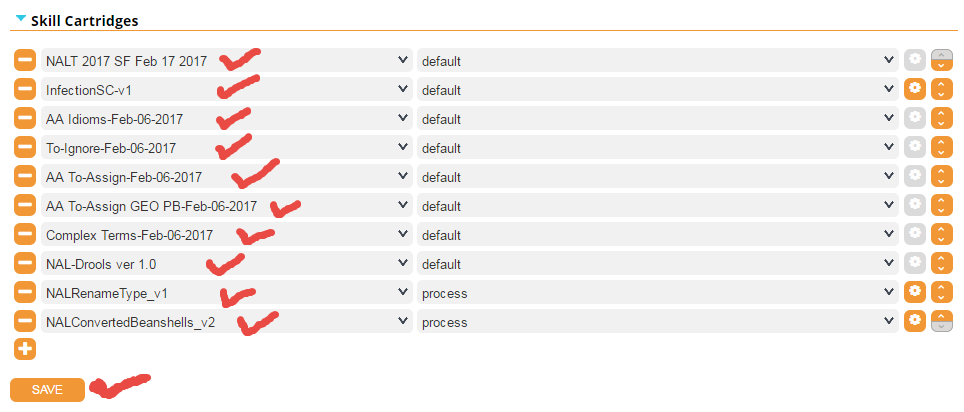 Skill Cartridges
NALT 2017 SF Feb 17 2017 default
InfectionSC-v1 default
AA Idioms-Feb-06-2017 default
To-Ignore-Feb-06-2017 default
AA To-Assign-Feb-06-2017 default
AA To-Assign GEO PB-Feb-06-2017 default
Complex Terms-Feb-06-2017 default
NAL-Drools ver 1.0 default
NALRenameType_v1 process
NALConvertedBeanshells_v2 process
SAVE